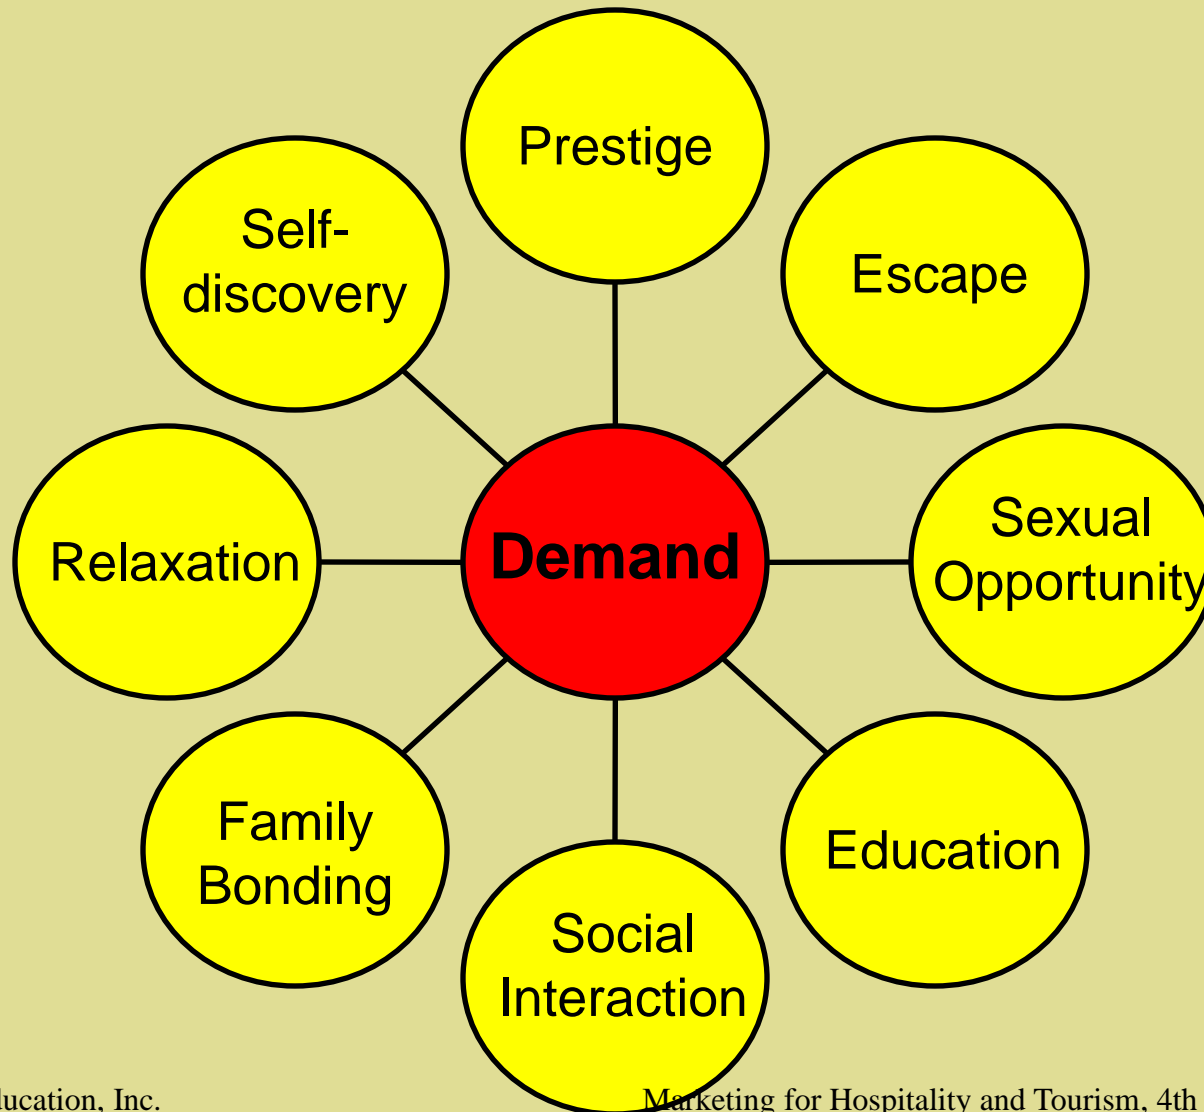 Prestige
Self-
discovery
Escape
Relaxation
Demand
Sexual
Opportunity
Family
Bonding
Education
Social
Interaction
ducation, Inc.
Marketing for Hospitality and Tourism, 4th